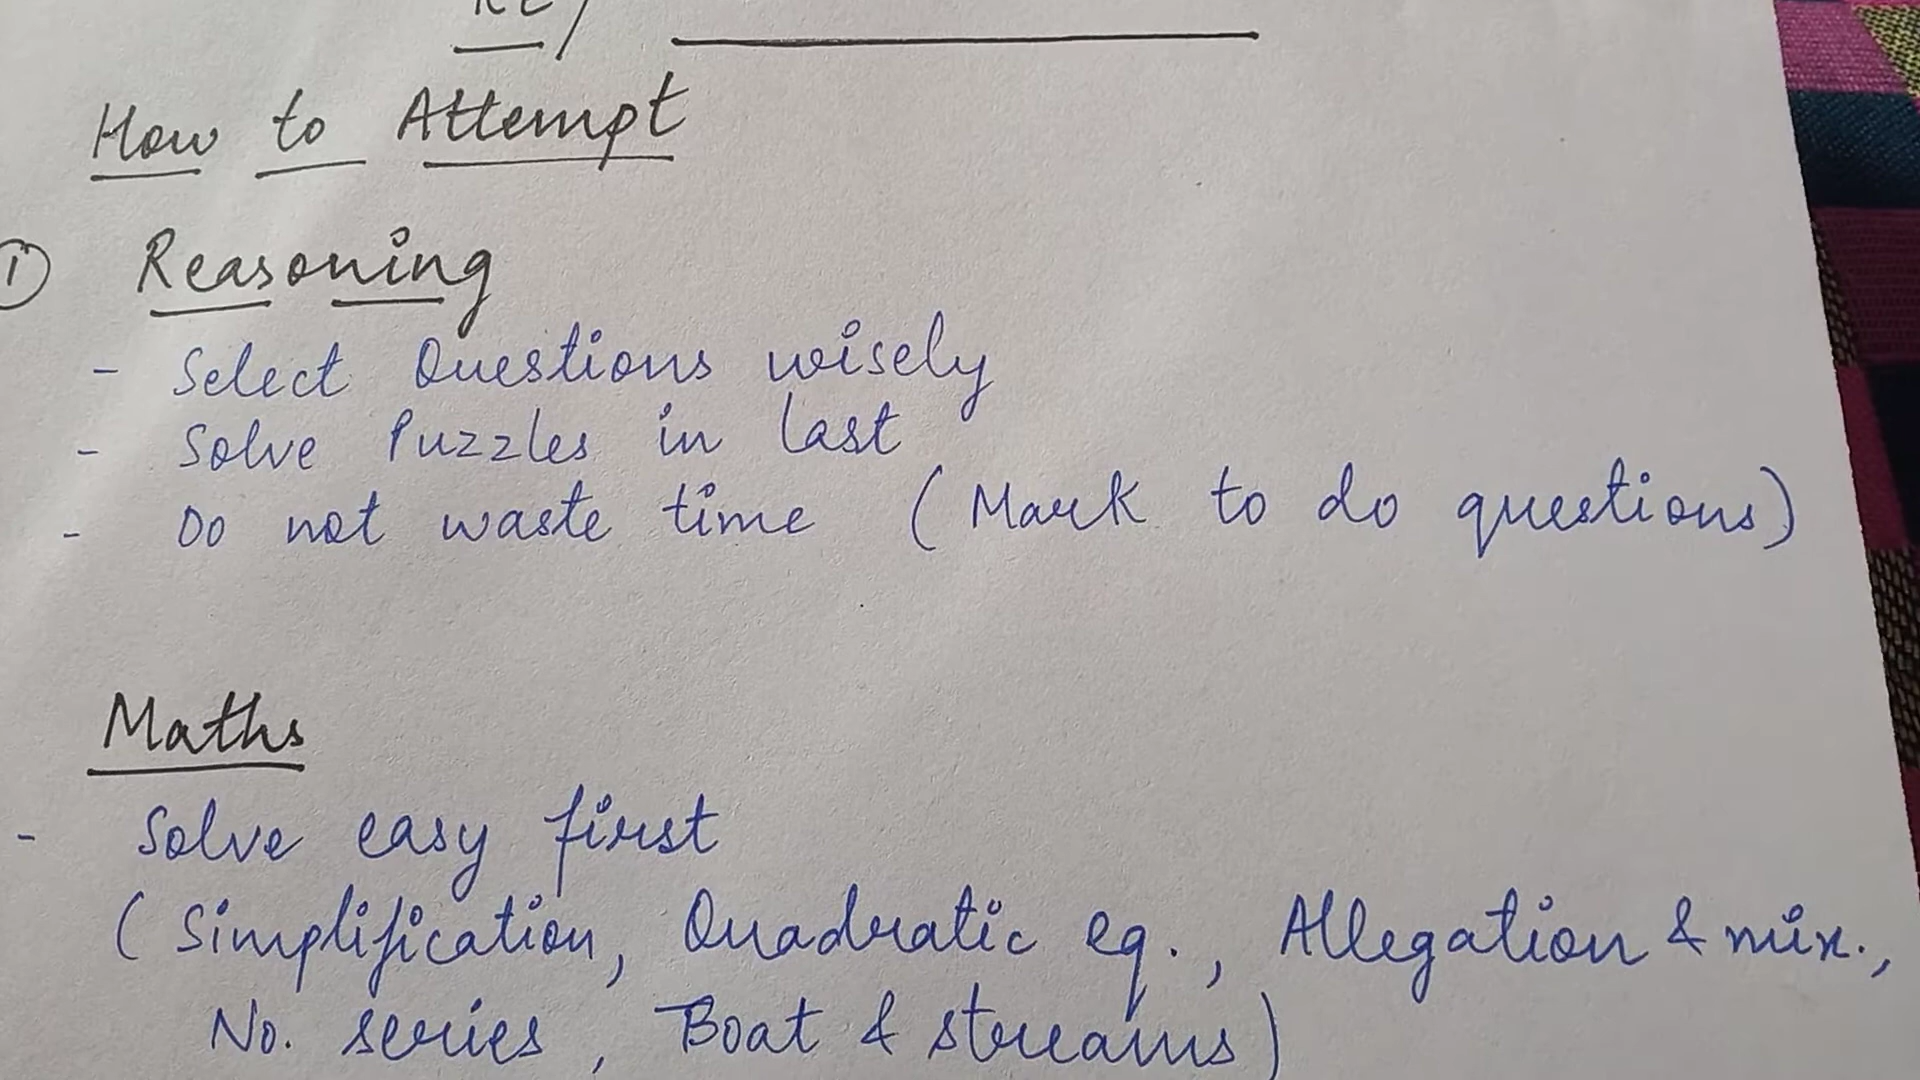 How to Attempt
① Reasoning
- Select Questions wisely
- Solve Puzzles in last
- Do not waste time (Mark to do questions)
Maths
- Solve easy first
(Simplification, Quadratic eq., Allegation & mix.,
No. series, Boat & streams)